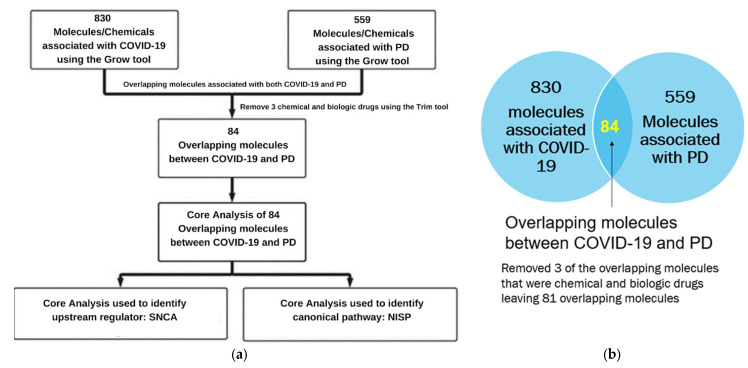 830
Molecules/Chemicals
associated with COVID-19
using the Grow tool
559
Molecules/Chemicals
associated with PD
using the Grow tool
Overlapping molecules associated with both COVID-19 and PD
Remove 3 chemical and biologic drugs using the Trim tool
84
Overlapping molecules
between COVID-19 and PD
Core Analysis of 84
Overlapping molecules
between COVID-19 and PD
Core Analysis used to identify
upstream regulator: SNCA
Core Analysis used to identify
canonical pathway: NISP
(a)
830
molecules
associated
with COVID-
19
84
559
Molecules
associated
with PD
Overlapping molecules
between COVID-19 and PD
Removed 3 of the overlapping molecules
that were chemical and biologic drugs
leaving 81 overlapping molecules
(b)